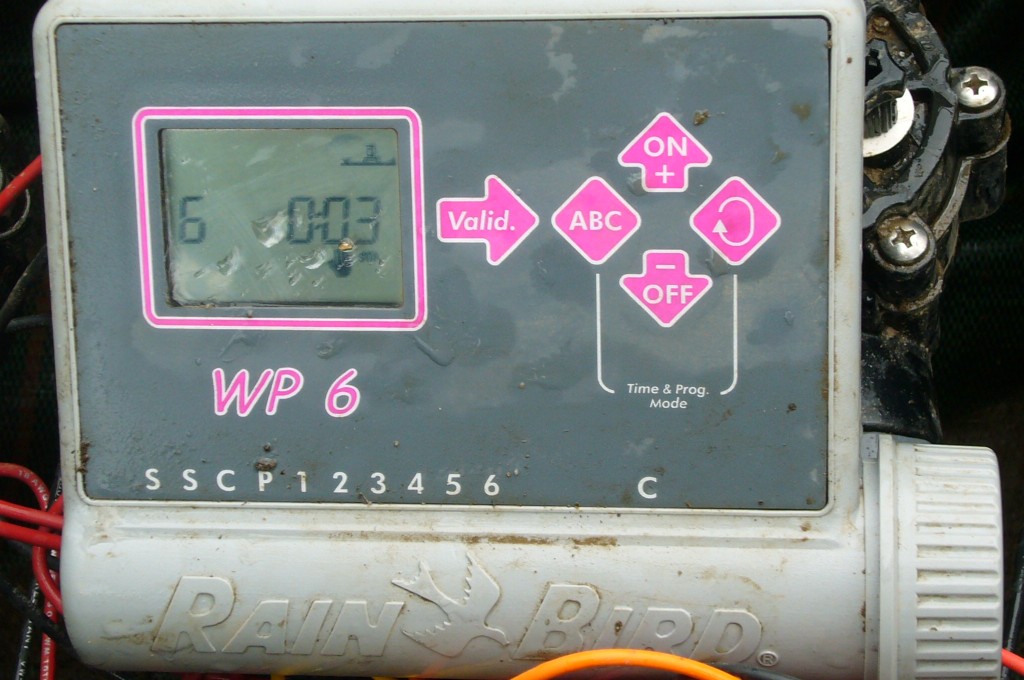 6 0:03
Valid.
ON
+
ABC
−
OFF
Time & Prog.
Mode
WP 6
S S C P 1 2 3 4 5 6 C
RAIN BIRD®